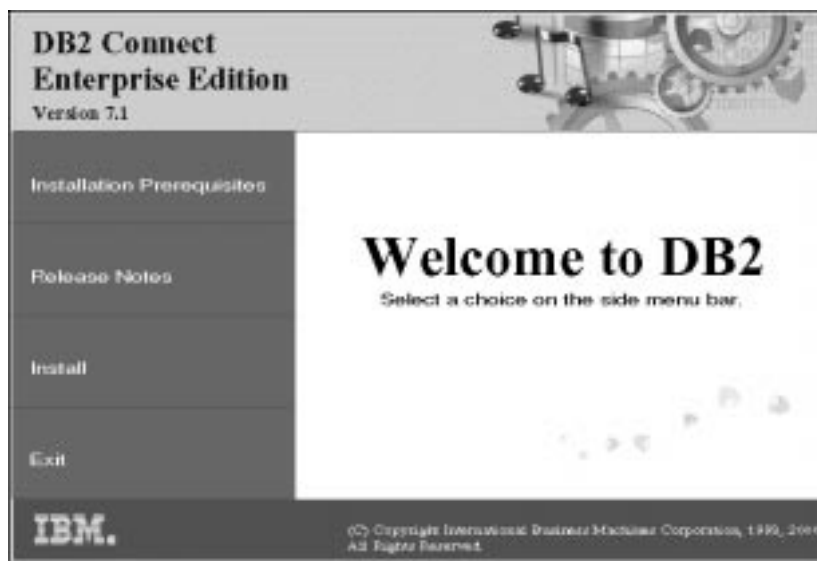 DB2 Connect
Enterprise Edition
Version 7.1
Installation Prerequisites
Release Notes
Install
Exit
Welcome to DB2
Select a choice on the side menu bar.
IBM.
(C) Copyright International Business Machines Corporation, 1993,
All Rights Reserved.